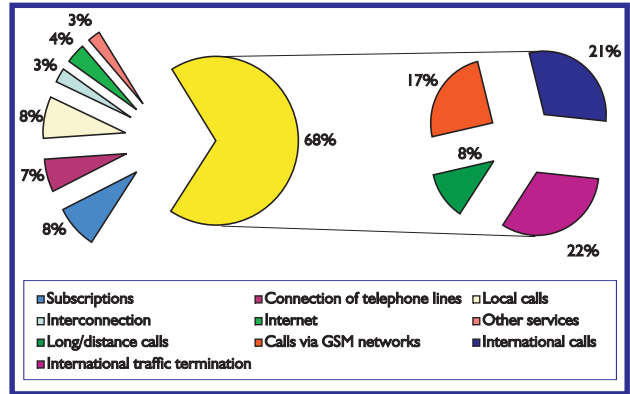 3%
4%
3%
8%
7%
8%
68%
21%
17%
8%
22%
Subscriptions
Connection of telephone lines
Local calls
Interconnection
Internet
Other services
Long/distance calls
Calls via GSM networks
International calls
International traffic termination